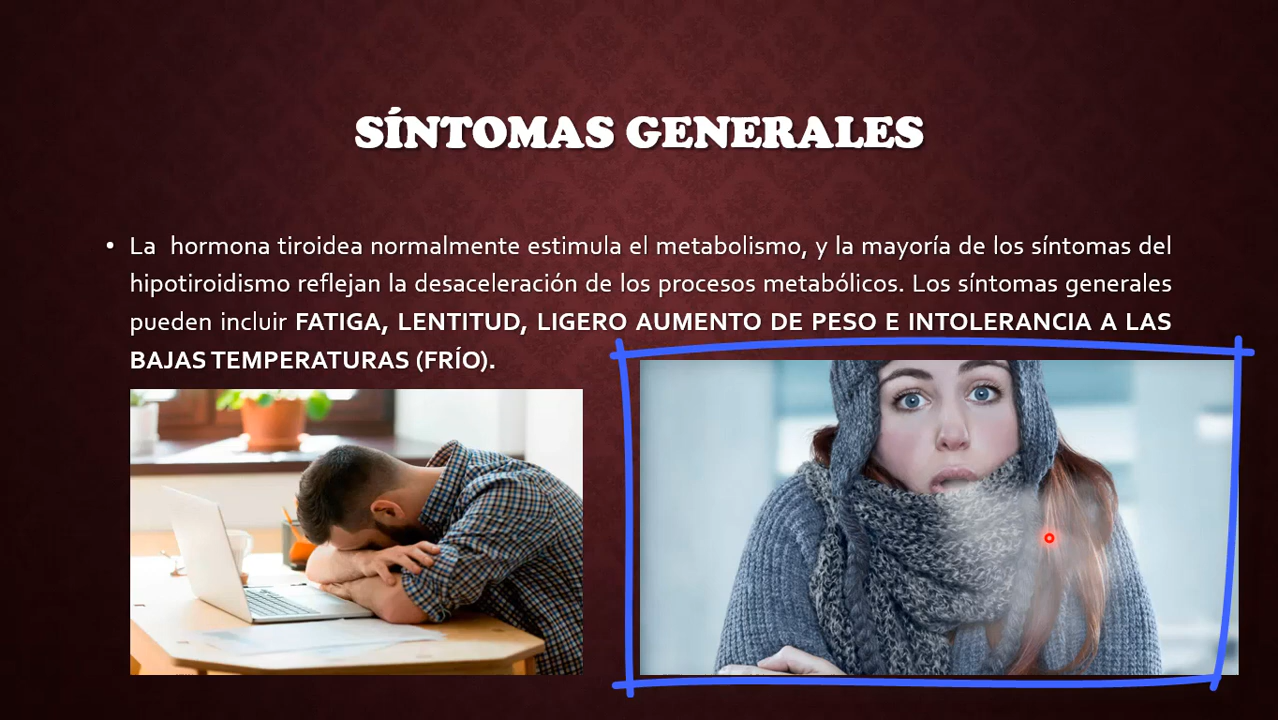 SÍNTOMAS GENERALES
• La hormona tiroidea normalmente estimula el metabolismo, y la mayoría de los síntomas del
hipotiroidismo reflejan la desaceleración de los procesos metabólicos. Los síntomas generales
pueden incluir FATIGA, LENTITUD, LIGERO AUMENTO DE PESO E INTOLERANCIA A LAS
BAJAS TEMPERATURAS (FRÍO).